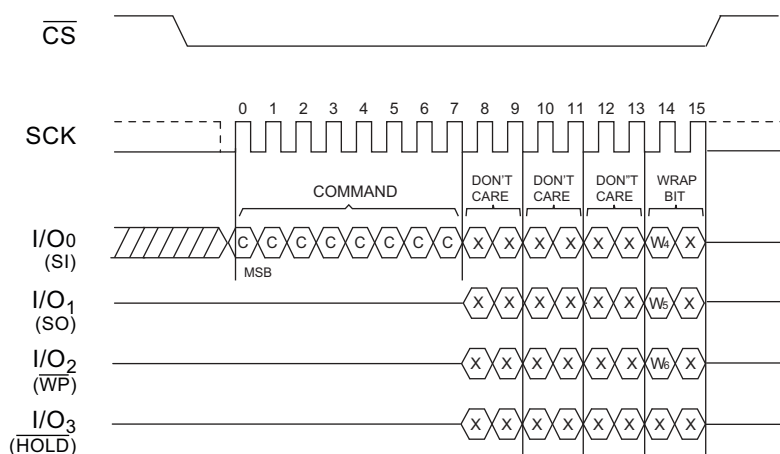 CS
SCK
0 1 2 3 4 5 6 7 8 9 10 11 12 13 14 15
COMMAND
DON'T CARE
DON'T CARE
DON"T CARE
WRAP BIT
I/O0
(SI)
C C C C C C C C X X X X X X W4 X
MSB
I/O1
(SO)
X X X X X X W5 X
I/O2
(WP)
X X X X X X W6 X
I/O3
(HOLD)
X X X X X X X X